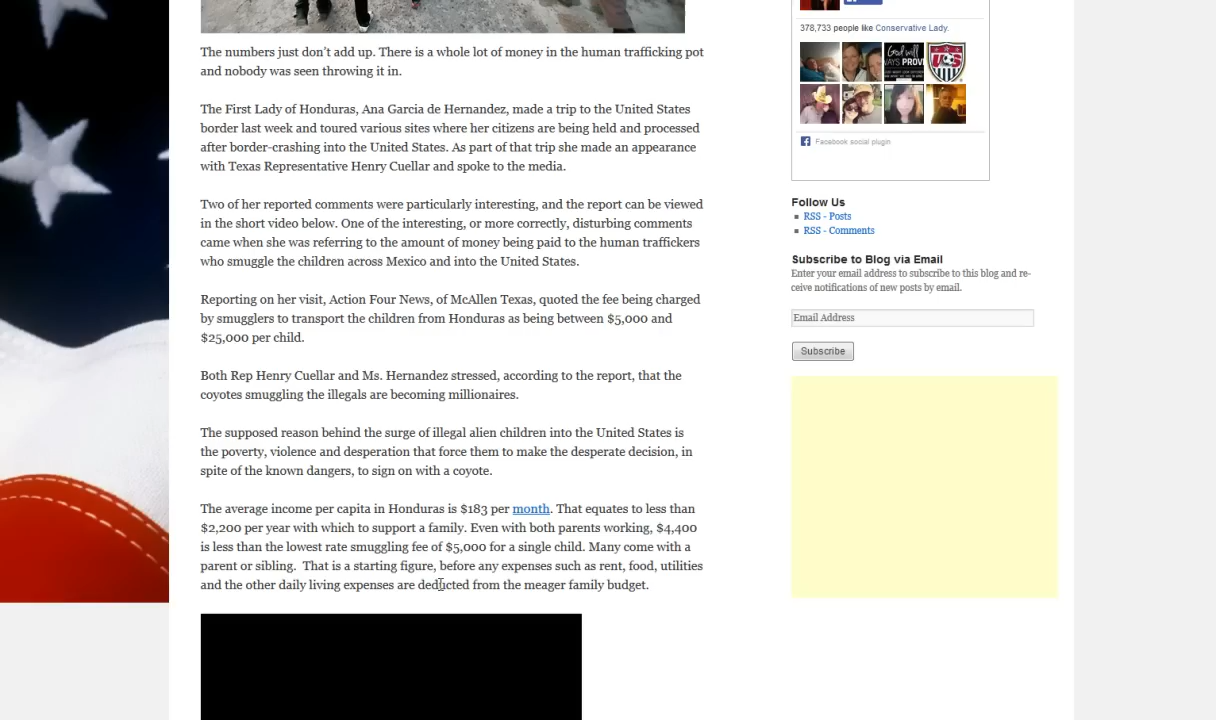 The numbers just don't add up. There is a whole lot of money in the human trafficking pot
and nobody was seen throwing it in.
The First Lady of Honduras, Ana Garcia de Hernandez, made a trip to the United States
border last week and toured various sites where her citizens are being held and processed
after border-crashing into the United States. As part of that trip she made an appearance
with Texas Representative Henry Cuellar and spoke to the media.
Two of her reported comments were particularly interesting, and the report can be viewed
in the short video below. One of the interesting, or more correctly, disturbing comments
came when she was referring to the amount of money being paid to the human traffickers
who smuggle the children across Mexico and into the United States.
Reporting on her visit, Action Four News, of McAllen Texas, quoted the fee being charged
by smugglers to transport the children from Honduras as being between $5,000 and
$25,000 per child.
Both Rep Henry Cuellar and Ms. Hernandez stressed, according to the report, that the
coyotes smuggling the illegals are becoming millionaires.
The supposed reason behind the surge of illegal alien children into the United States is
the poverty, violence and desperation that force them to make the desperate decision, in
spite of the known dangers, to sign on with a coyote.
The average income per capita in Honduras is $183 per month. That equates to less than
$2,200 per year with which to support a family. Even with both parents working, $4,400
is less than the lowest rate smuggling fee of $5,000 for a single child. Many come with a
parent or sibling. That is a starting figure, before any expenses such as rent, food, utilities
and the other daily living expenses are deducted from the meager family budget.
378,733 people like Conservative Lady.
God will
WAYS PROVI
US
Facebook social plugin
Follow Us
RSS - Posts
RSS - Comments
Subscribe to Blog via Email
Enter your email address to subscribe to this blog and re-
ceive notifications of new posts by email.
Email Address
Subscribe